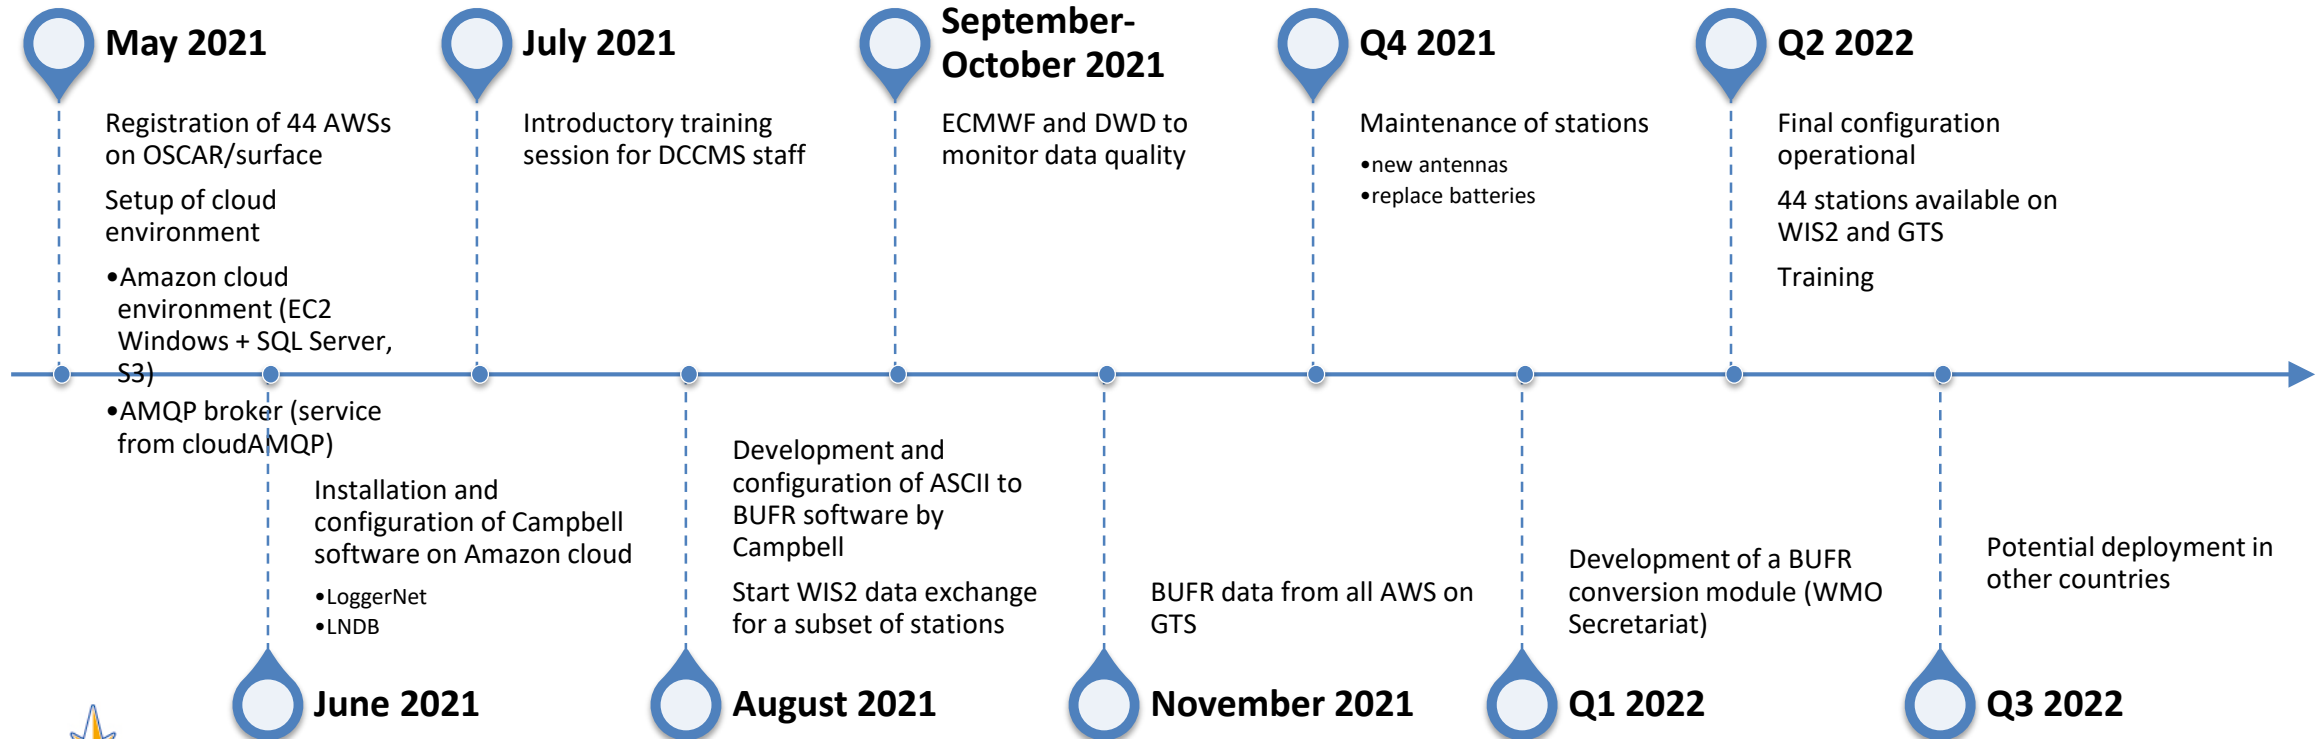 May 2021
Registration of 44 AWSs
on OSCAR/surface
Setup of cloud
environment
•Amazon cloud
environment (EC2
Windows + SQL Server,
S3)
•AMQP broker (service
from cloudAMQP)
June 2021
Installation and
configuration of Campbell
software on Amazon cloud
•LoggerNet
•LNDB
July 2021
Introductory training
session for DCCMS staff
August 2021
Development and
configuration of ASCII to
BUFR software by
Campbell
Start WIS2 data exchange
for a subset of stations
September-
October 2021
ECMWF and DWD to
monitor data quality
November 2021
BUFR data from all AWS on
GTS
Q4 2021
Maintenance of stations
•new antennas
•replace batteries
Q1 2022
Development of a BUFR
conversion module (WMO
Secretariat)
Q2 2022
Final configuration
operational
44 stations available on
WIS2 and GTS
Training
Q3 2022
Potential deployment in
other countries